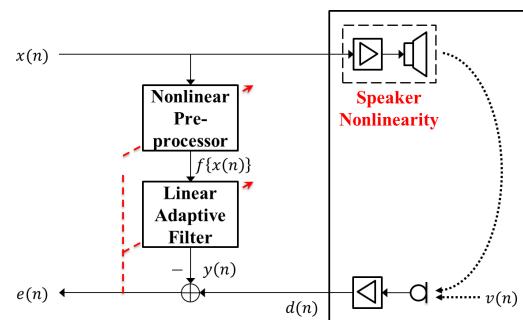 x(n)
Nonlinear
Pre-
processor
Speaker
Nonlinearity
f{x(n)}
Linear
Adaptive
Filter
− y(n)
e(n)
d(n)
v(n)